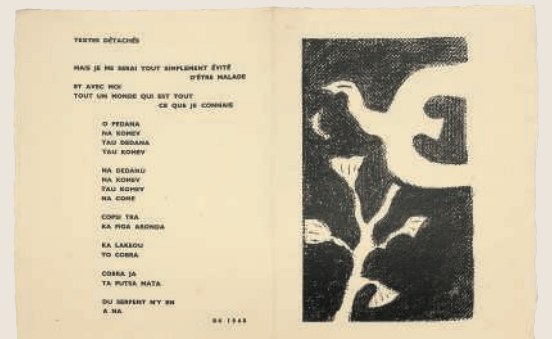 TEXTES DÉTACHÉS
MAIS JE ME SERAI TOUT SIMPLEMENT ÉVITÉ
D'ÊTRE MALADE
ET AVEC MOI
TOUT UN MONDE QUI EST TOUT
CE QUE JE CONNAIS
O PEDANA
NA KOMEV
TAU DEDANA
TAU KOMEV
NA DEDANU
NA KOMEV
TAU KOMEV
NA COME
COPSI TRA
KA FIGA ARONDA
KA LAKEOU
TO COBRA
COBRA JA
TA PUTSA MATA
DU SERPENT N'Y EN
A NA